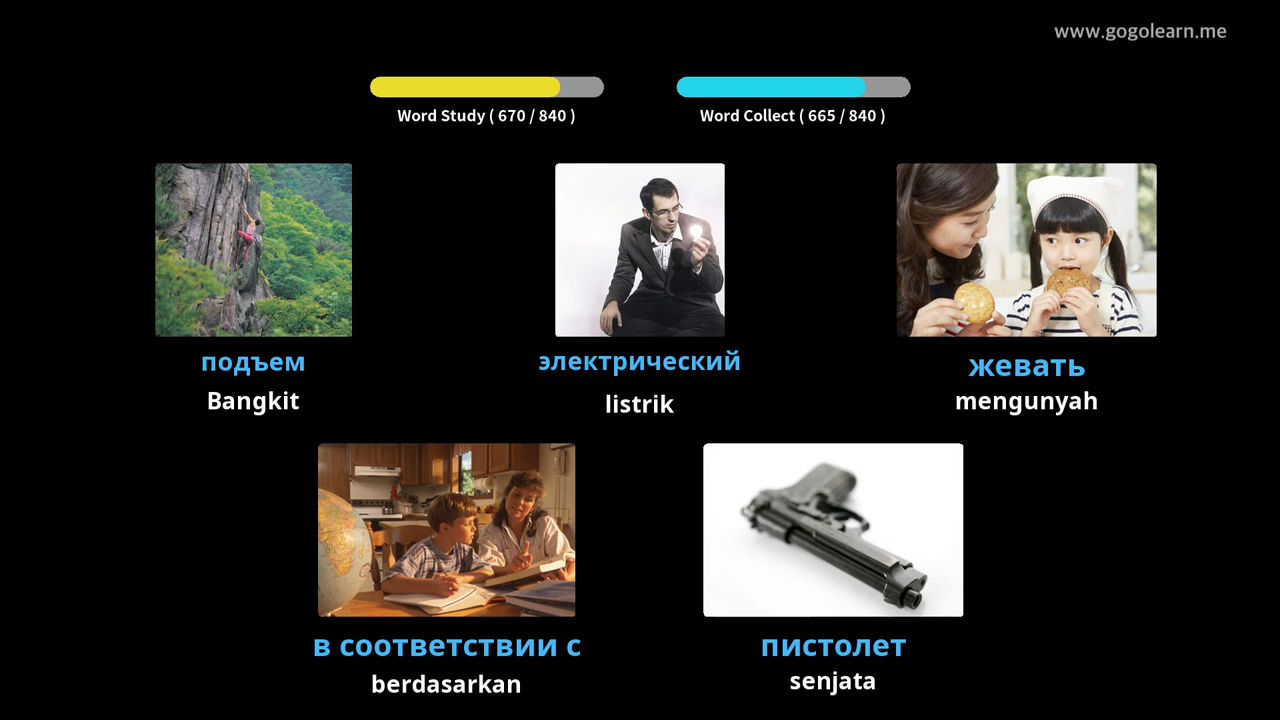 www.gogolearn.me
Word Study ( 670 / 840 )
Word Collect ( 665 / 840 )
подъем
электрический
жевать
Bangkit
listrik
mengunyah
в соответствии с
пистолет
berdasarkan
senjata